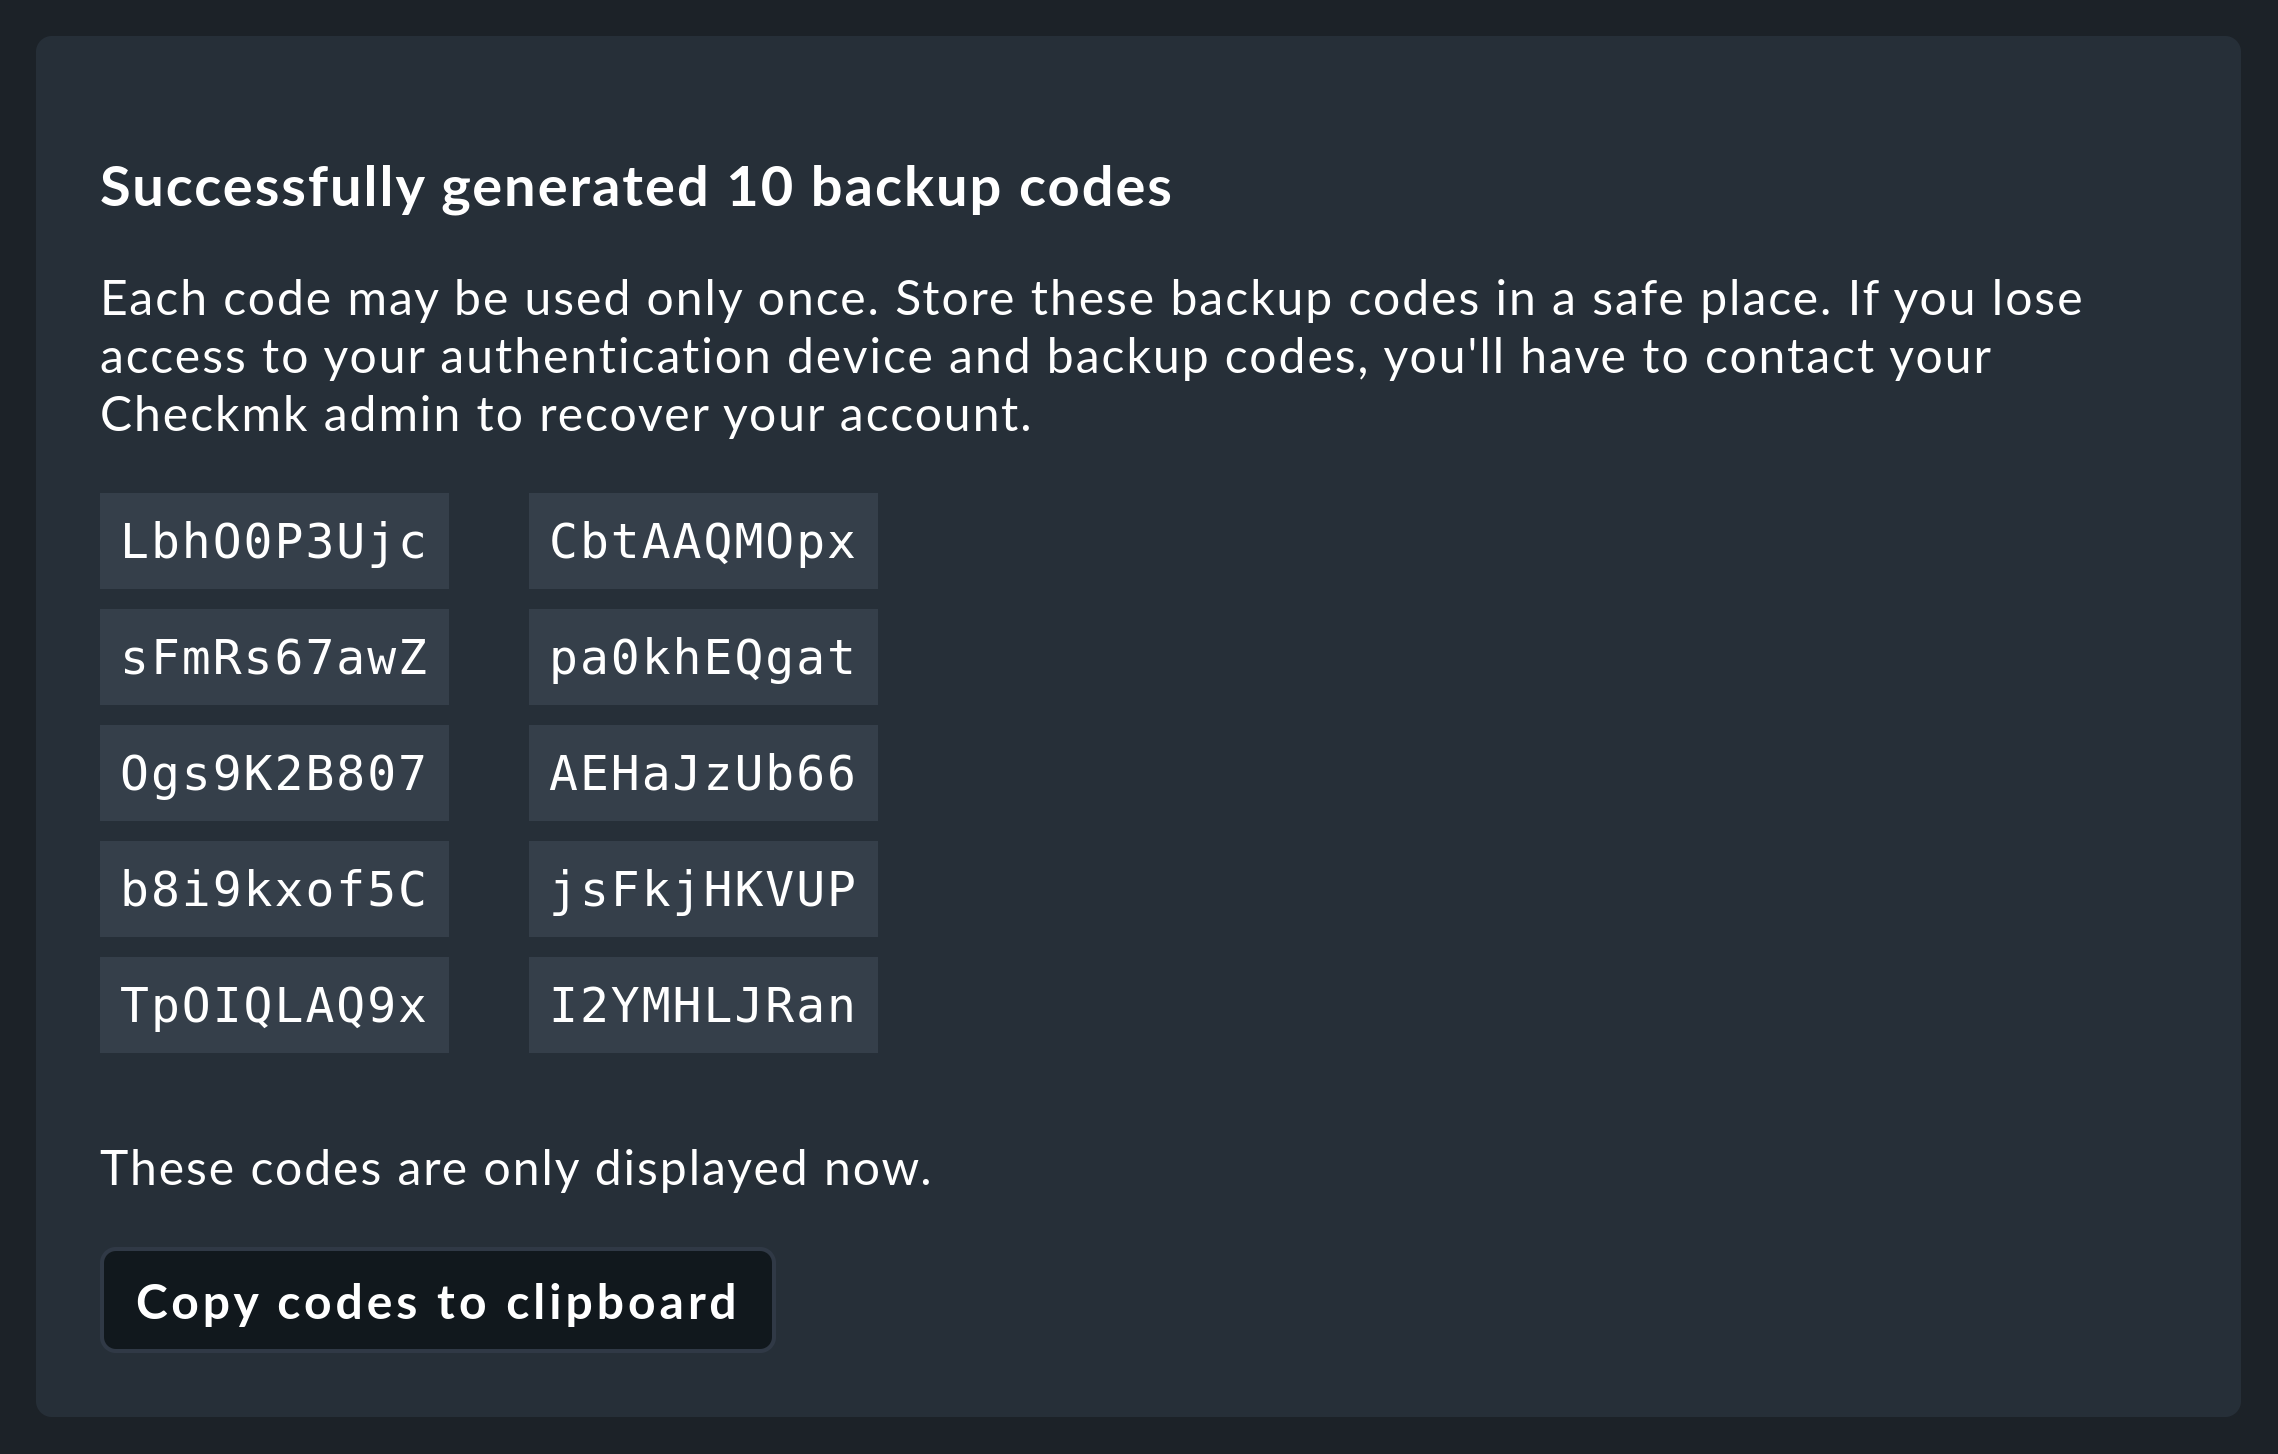 Successfully generated 10 backup codes
Each code may be used only once. Store these backup codes in a safe place. If you lose
access to your authentication device and backup codes, you'll have to contact your
Checkmk admin to recover your account.
LbhO0P3Ujc CbtAAQMOpx
sFmRs67awZ pa0khEQgat
Ogs9K2B807 AEHaJzUb66
b8i9kxof5C jsFkjHKVUP
TpOIQLAQ9x I2YMHLJRan
These codes are only displayed now.
Copy codes to clipboard